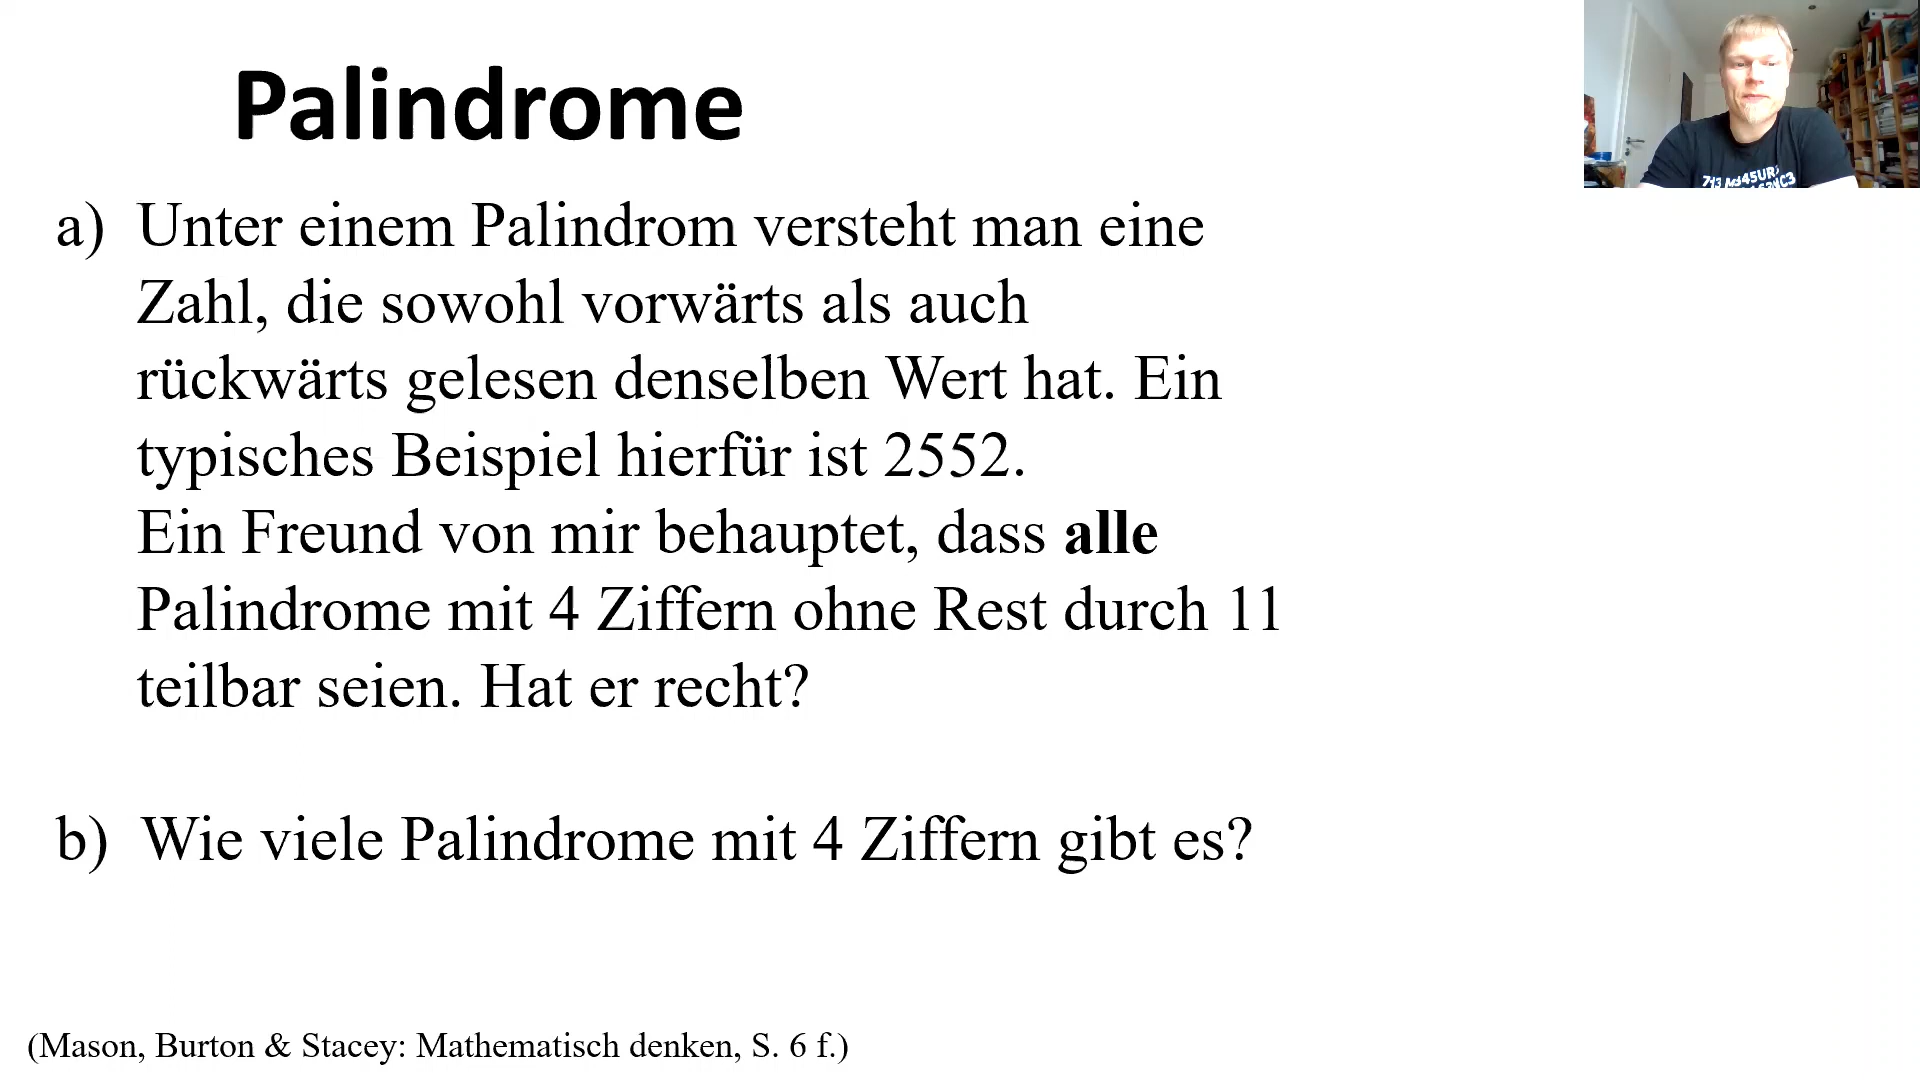 Palindrome
a) Unter einem Palindrom versteht man eine
Zahl, die sowohl vorwärts als auch
rückwärts gelesen denselben Wert hat. Ein
typisches Beispiel hierfür ist 2552.
Ein Freund von mir behauptet, dass alle
Palindrome mit 4 Ziffern ohne Rest durch 11
teilbar seien. Hat er recht?
b) Wie viele Palindrome mit 4 Ziffern gibt es?
(Mason, Burton & Stacey: Mathematisch denken, S. 6 f.)